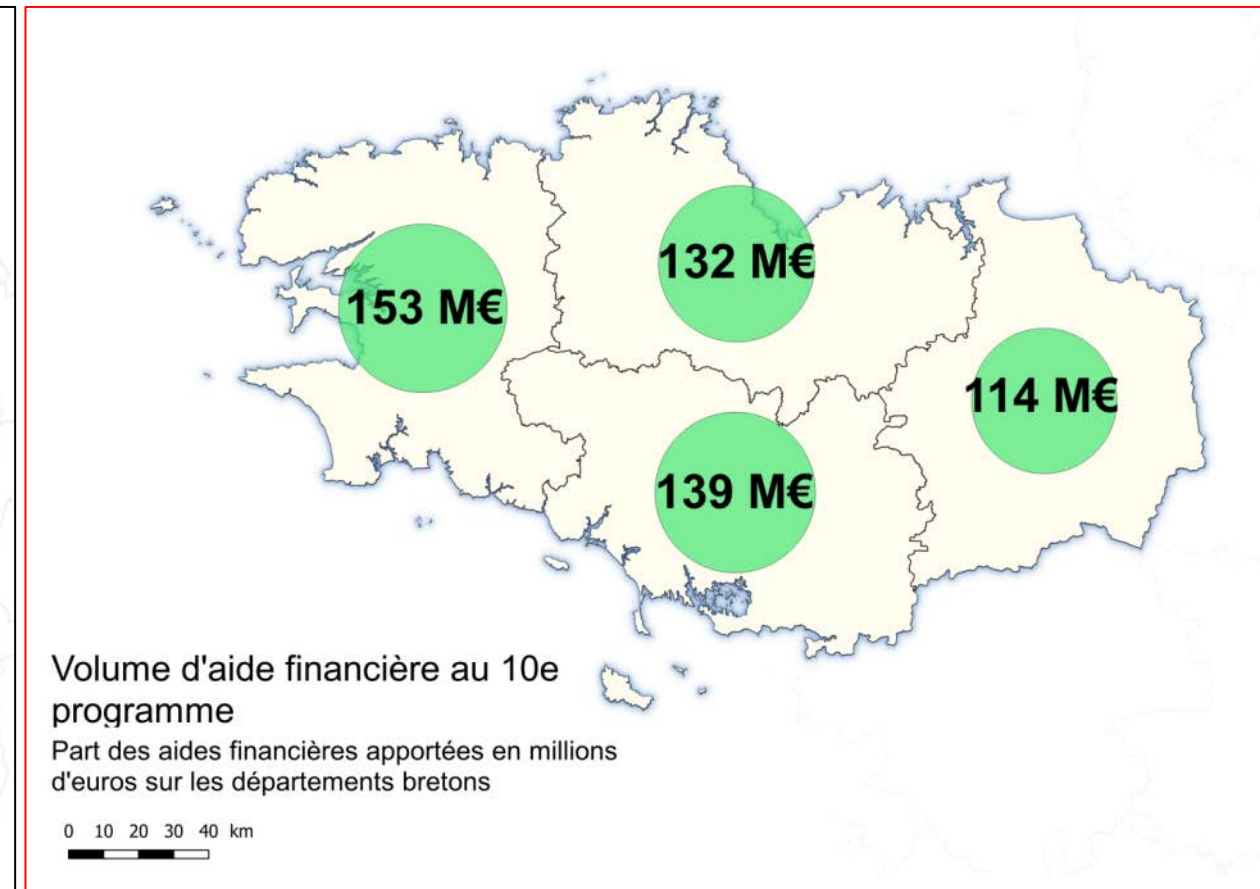 132 M€
153 M€
114 M€
139 M€
Volume d'aide financière au 10e
programme
Part des aides financières apportées en millions
d'euros sur les départements bretons
0 10 20 30 40 km